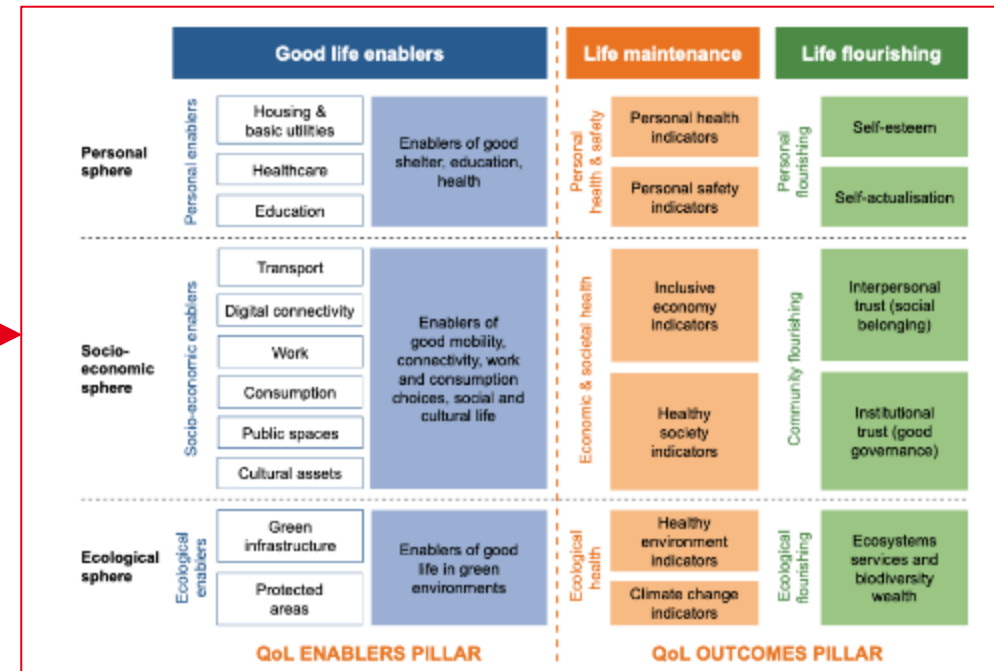 Good life enablers
Life maintenance
Life flourishing
Personal
sphere
Personal enablers
Housing &
basic utilities
Healthcare
Education
Enablers of good
shelter, education,
health
Personal
health & safety
Personal health
indicators
Personal safety
indicators
Personal
flourishing
Self-esteem
Self-actualisation
Socio-
economic
sphere
Socio-economic enablers
Transport
Digital connectivity
Work
Consumption
Public spaces
Cultural assets
Enablers of
good mobility,
connectivity, work
and consumption
choices, social and
cultural life
Economic & societal health
Inclusive
economy
indicators
Healthy
society
indicators
Community flourishing
Interpersonal
trust (social
belonging)
Institutional
trust (good
governance)
Ecological
sphere
Ecological
enablers
Green
infrastructure
Protected
areas
Enablers of good
life in green
environments
Ecological
health
Healthy
environment
indicators
Climate change
indicators
Ecological
flourishing
Ecosystems
services and
biodiversity
wealth
QoL ENABLERS PILLAR
QoL OUTCOMES PILLAR